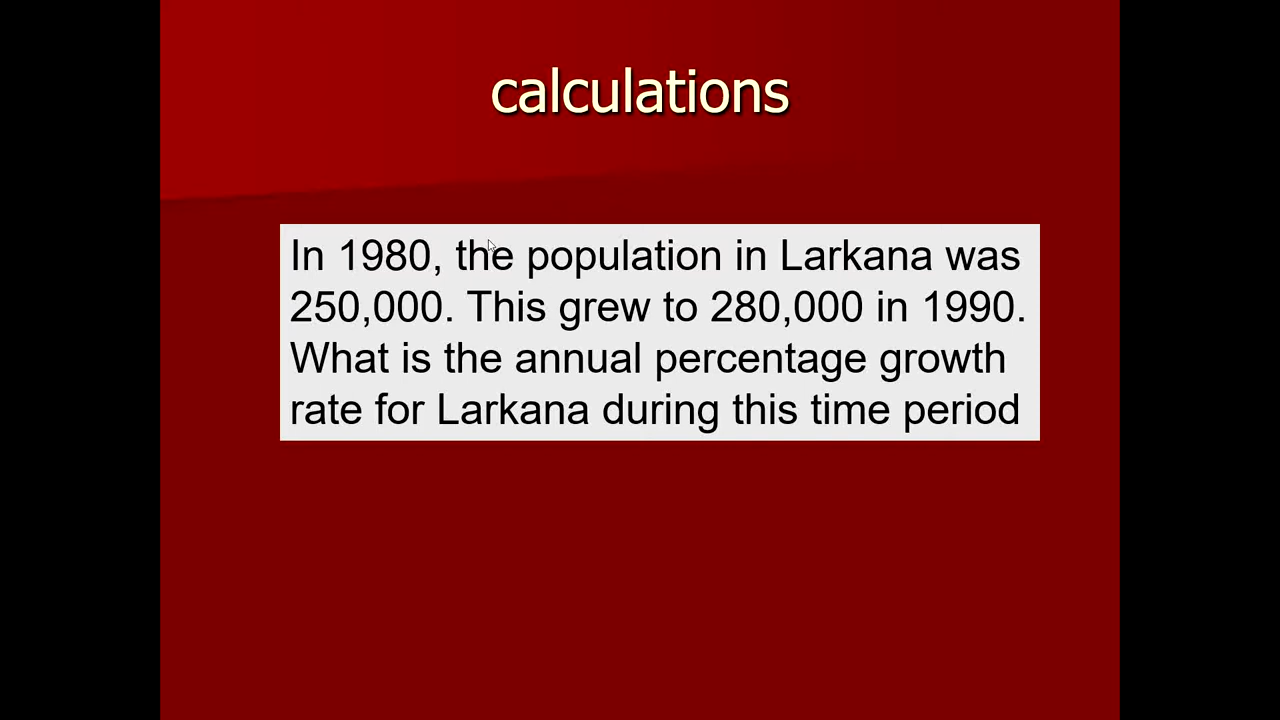 calculations
In 1980, the population in Larkana was
250,000. This grew to 280,000 in 1990.
What is the annual percentage growth
rate for Larkana during this time period